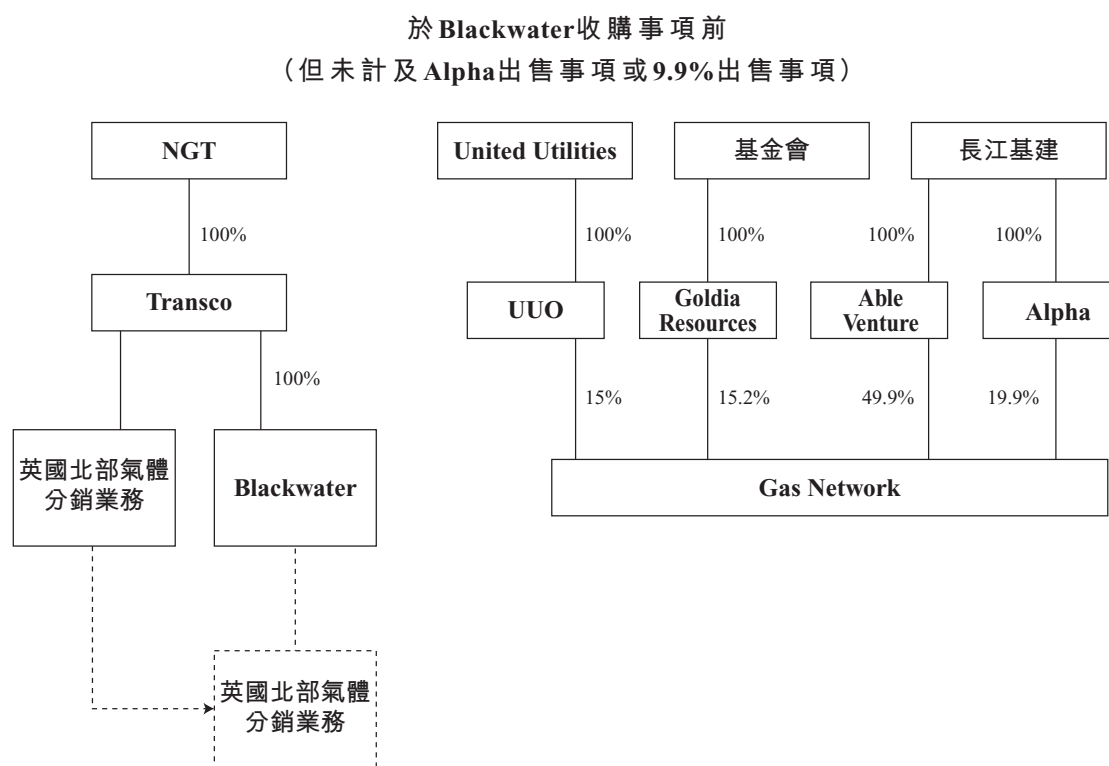 於Blackwater收購事項前
（但未計及Alpha出售事項或9.9%出售事項）
NGT
United Utilities
基金會
長江基建
100%
100%
100%
100%
100%
Transco
UUO
Goldia
Resources
Able
Venture
Alpha
100%
15%
15.2%
49.9%
19.9%
英國北部氣體
分銷業務
Blackwater
Gas Network
英國北部氣體
分銷業務